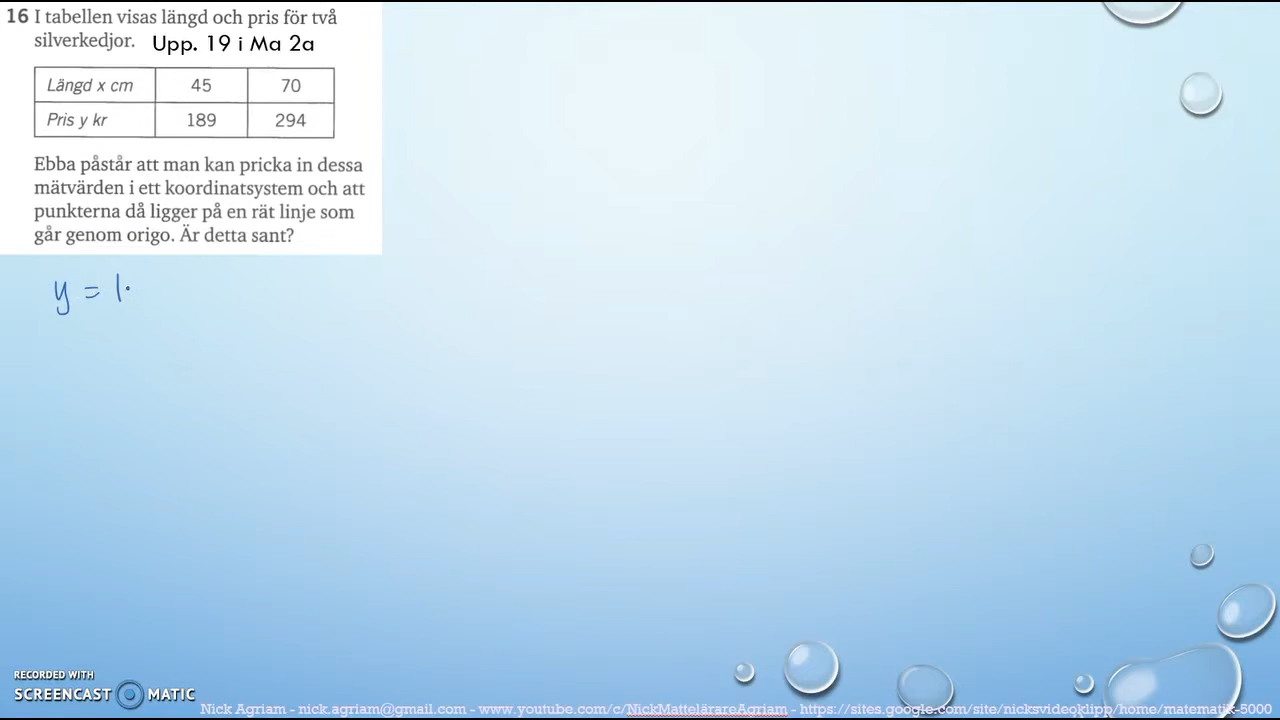 16 I tabellen visas längd och pris för två
silverkedjor. Upp. 19 i Ma 2a
Längd x cm 45 70
Pris y kr 189 294
Ebba påstår att man kan pricka in dessa
mätvärden i ett koordinatsystem och att
punkterna då ligger på en rät linje som
går genom origo. Är detta sant?
y =
RECORDED WITH
SCREENCAST MATIC
Nick Agriam - nick.agriam@gmail.com - www.youtube.com/c/NickMattelärareAgriam - https://sites.google.com/site/nicksvideoklipp/home/matematik-5000